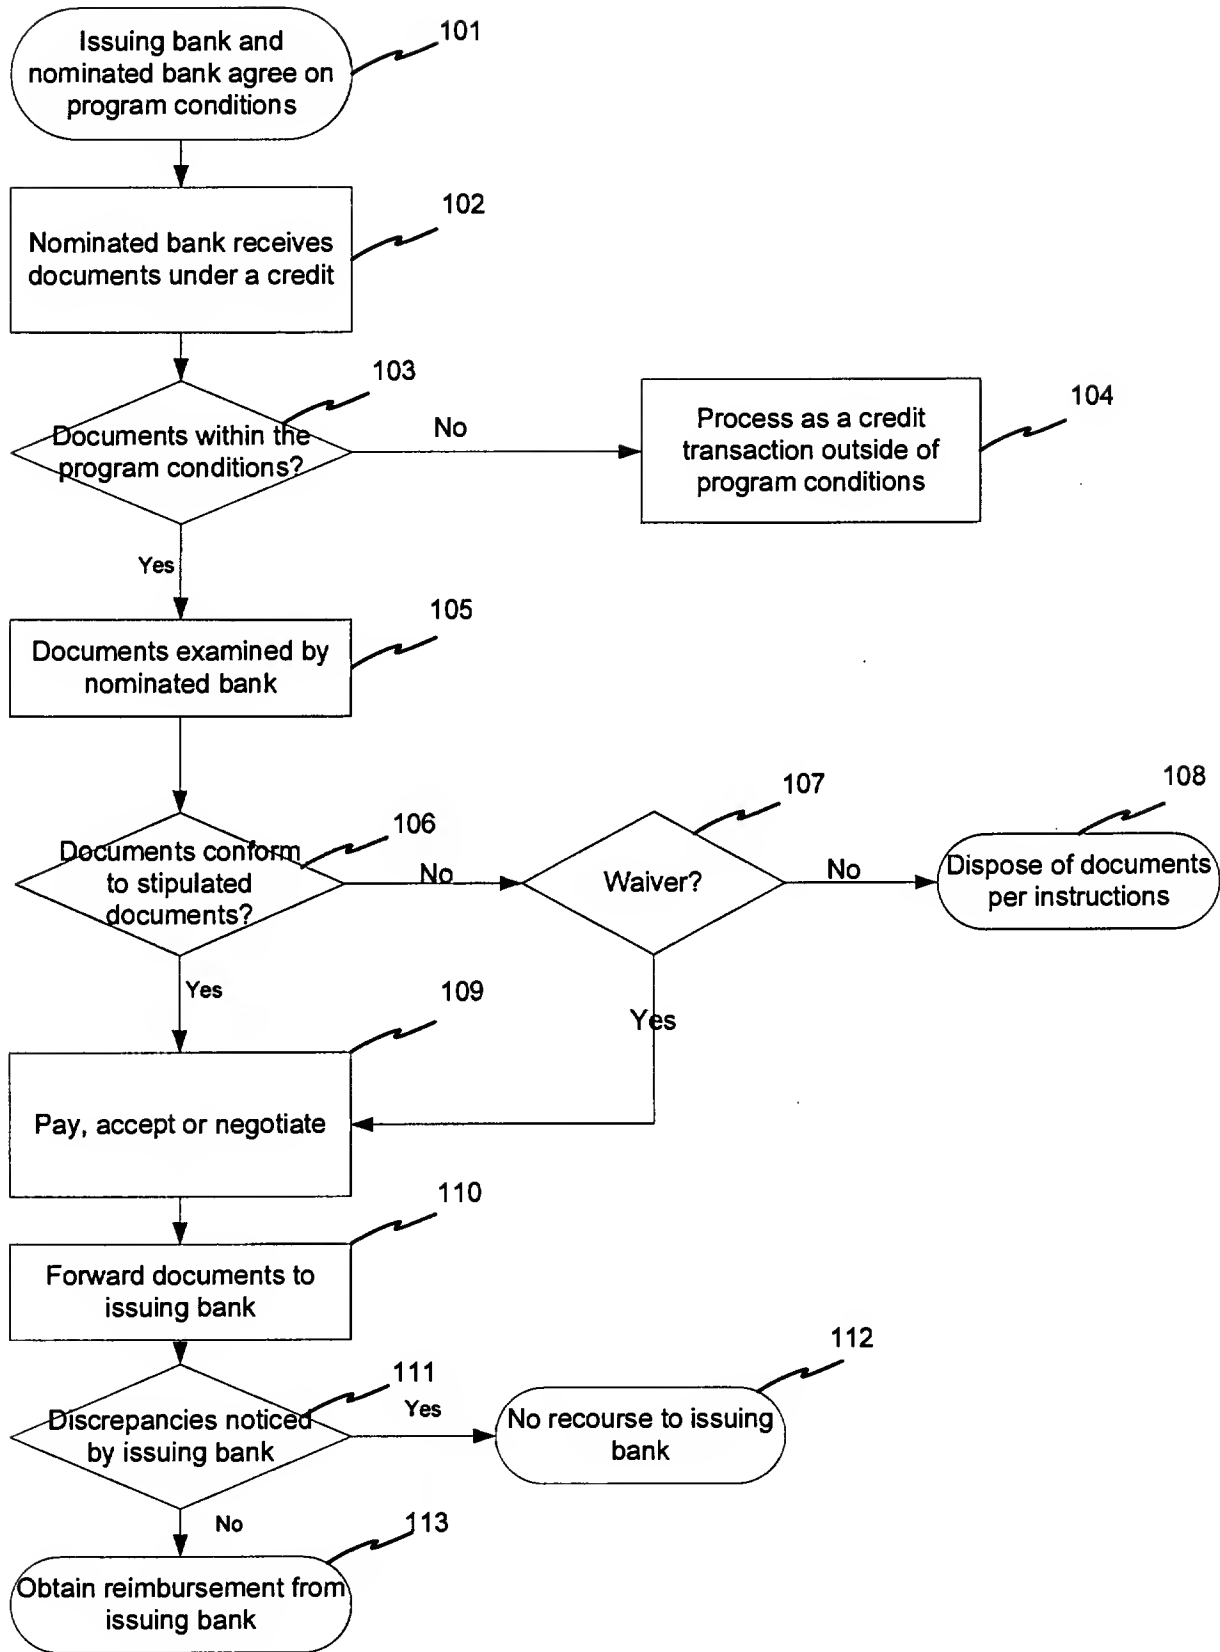 Issuing bank and
nominated bank agree on
program conditions
101
Nominated bank receives
documents under a credit
102
Documents within the
program conditions?
103
No
Process as a credit
transaction outside of
program conditions
104
Yes
Documents examined by
nominated bank
105
Documents conform
to stipulated
documents?
106
No
Waiver?
107
No
Dispose of documents
per instructions
108
Yes
Yes
Pay, accept or negotiate
109
Forward documents to
issuing bank
110
Discrepancies noticed
by issuing bank
111
Yes
No recourse to issuing
bank
112
No
Obtain reimbursement from
issuing bank
113